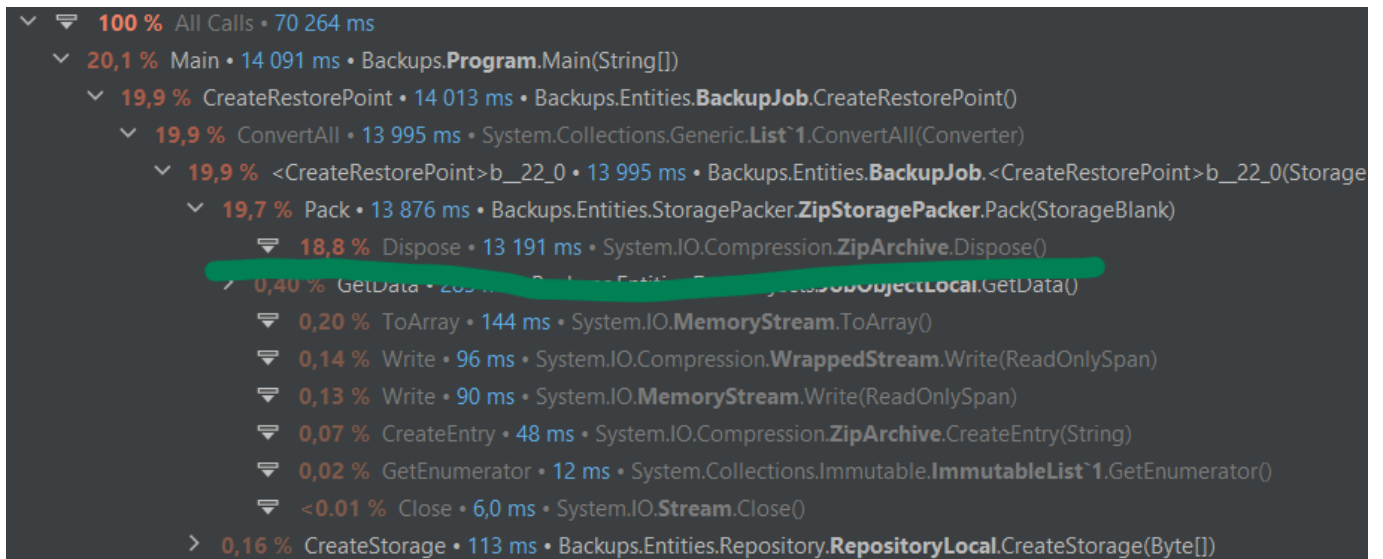 100 % All Calls • 70 264 ms
20,1 % Main • 14 091 ms • Backups.Program.Main(String[])
19,9 % CreateRestorePoint • 14 013 ms • Backups.Entities.BackupJob.CreateRestorePoint()
19,9 % ConvertAll • 13 995 ms • System.Collections.Generic.List`1.ConvertAll(Converter)
19,9 % <CreateRestorePoint>b__22_0 • 13 995 ms • Backups.Entities.BackupJob.<CreateRestorePoint>b__22_0(Storage
19,7 % Pack • 13 876 ms • Backups.Entities.StoragePacker.ZipStoragePacker.Pack(StorageBlank)
18,8 % Dispose • 13 191 ms • System.IO.Compression.ZipArchive.Dispose()
0,40 % GetData • JobObjectLocal.GetData()
0,20 % ToArray • 144 ms • System.IO.MemoryStream.ToArray()
0,14 % Write • 96 ms • System.IO.Compression.WrappedStream.Write(ReadOnlySpan)
0,13 % Write • 90 ms • System.IO.MemoryStream.Write(ReadOnlySpan)
0,07 % CreateEntry • 48 ms • System.IO.Compression.ZipArchive.CreateEntry(String)
0,02 % GetEnumerator • 12 ms • System.Collections.Immutable.ImmutableList`1.GetEnumerator()
<0.01 % Close • 6,0 ms • System.IO.Stream.Close()
0,16 % CreateStorage • 113 ms • Backups.Entities.Repository.RepositoryLocal.CreateStorage(Byte[])